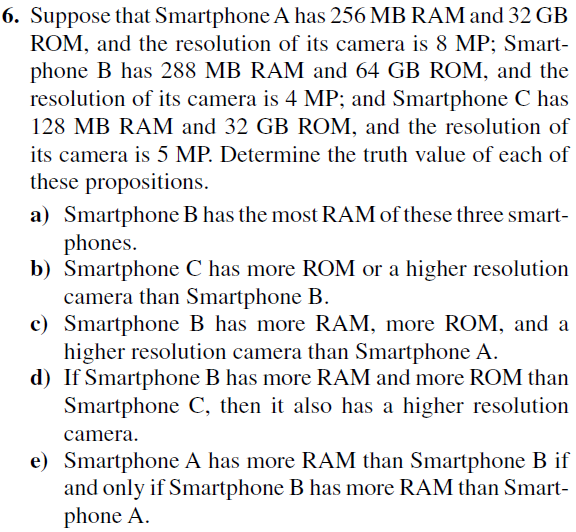 6. Suppose that Smartphone A has 256 MB RAM and 32 GB
ROM, and the resolution of its camera is 8 MP; Smart-
phone B has 288 MB RAM and 64 GB ROM, and the
resolution of its camera is 4 MP; and Smartphone C has
128 MB RAM and 32 GB ROM, and the resolution of
its camera is 5 MP. Determine the truth value of each of
these propositions.
a) Smartphone B has the most RAM of these three smart-
phones.
b) Smartphone C has more ROM or a higher resolution
camera than Smartphone B.
c) Smartphone B has more RAM, more ROM, and a
higher resolution camera than Smartphone A.
d) If Smartphone B has more RAM and more ROM than
Smartphone C, then it also has a higher resolution
camera.
e) Smartphone A has more RAM than Smartphone B if
and only if Smartphone B has more RAM than Smart-
phone A.